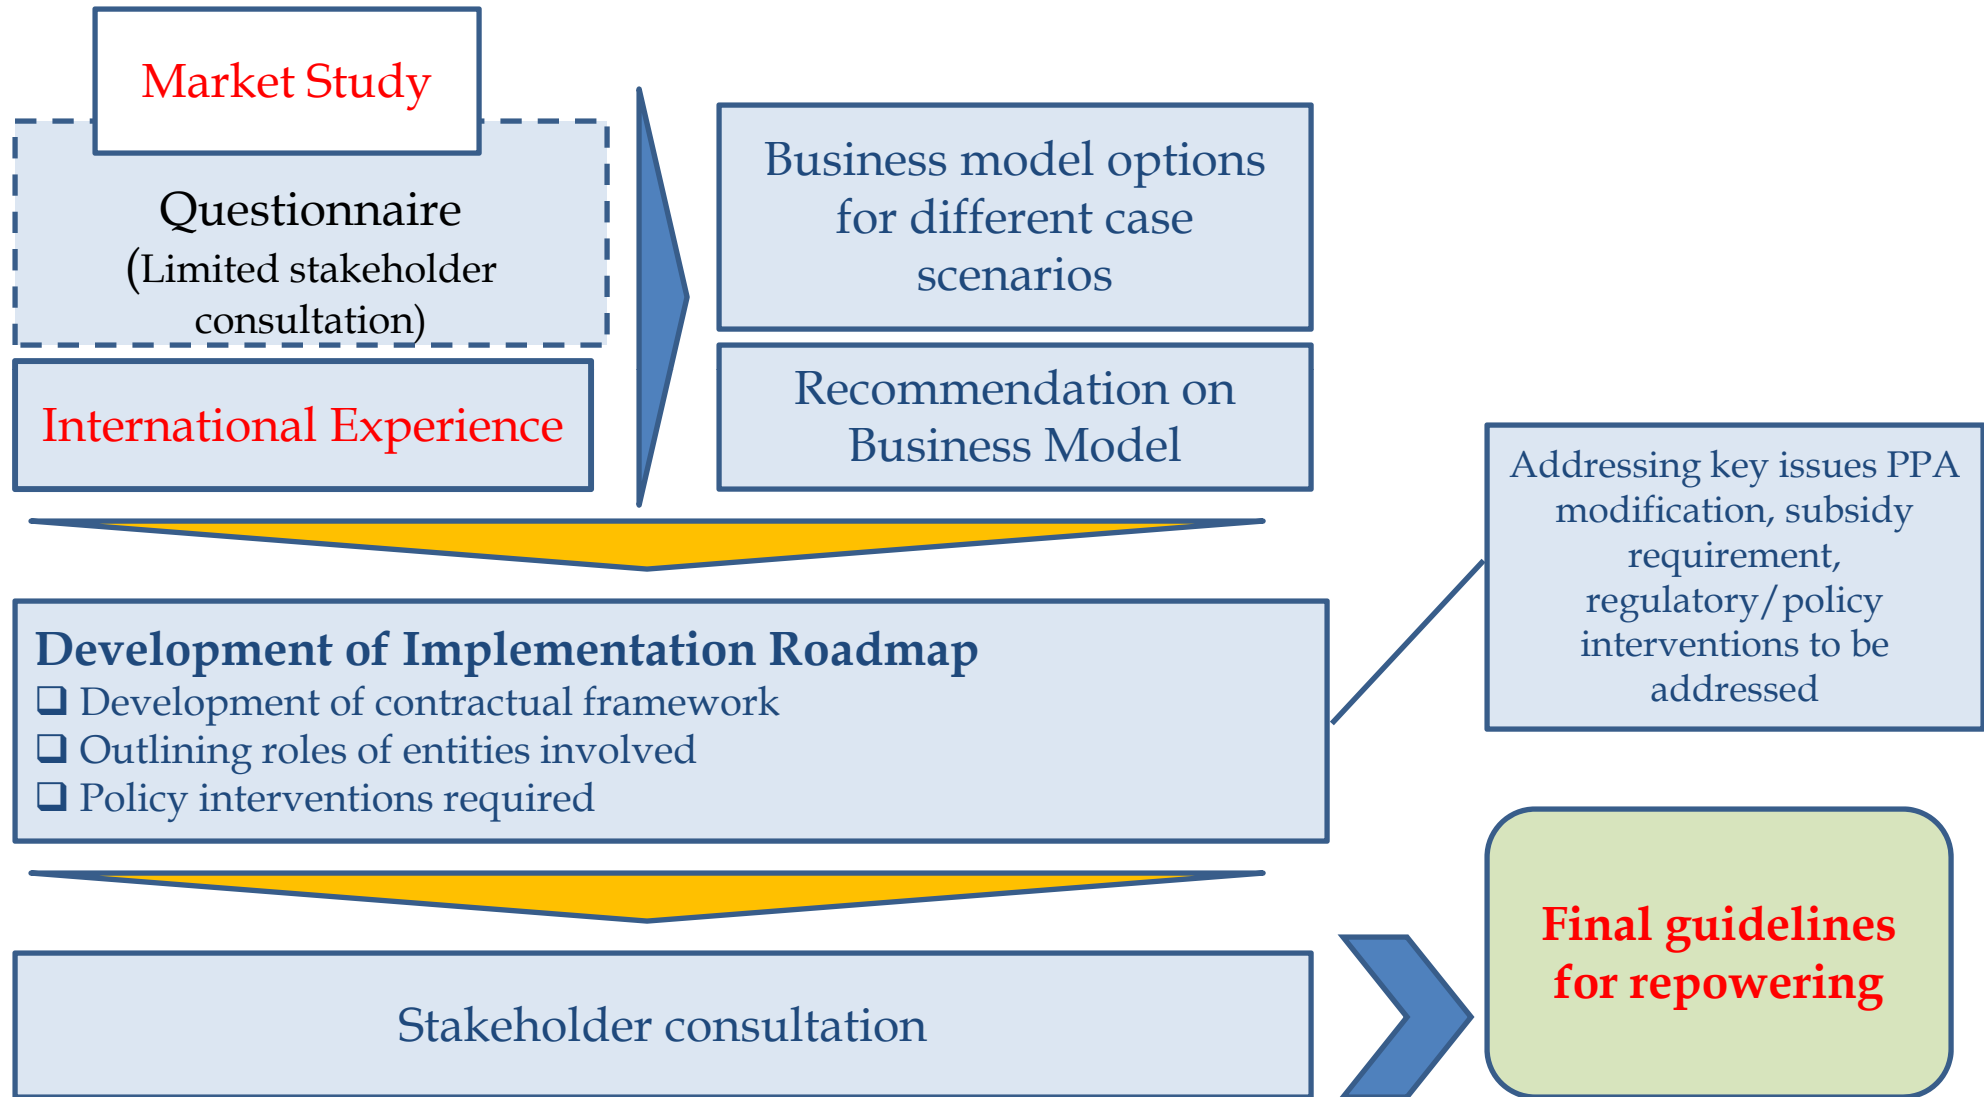 Market Study
Questionnaire
(Limited stakeholder
consultation)
International Experience
Business model options
for different case
scenarios
Recommendation on
Business Model
Addressing key issues PPA
modification, subsidy
requirement,
regulatory/policy
interventions to be
addressed
Development of Implementation Roadmap
❑ Development of contractual framework
❑ Outlining roles of entities involved
❑ Policy interventions required
Stakeholder consultation
Final guidelines
for repowering